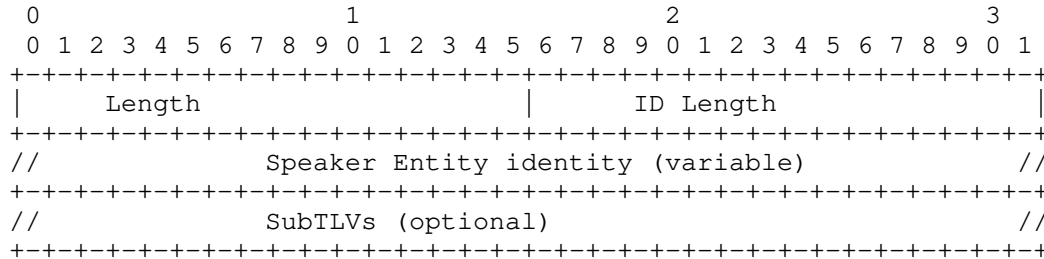 0                   1                   2                   3
 0 1 2 3 4 5 6 7 8 9 0 1 2 3 4 5 6 7 8 9 0 1 2 3 4 5 6 7 8 9 0 1
+-+-+-+-+-+-+-+-+-+-+-+-+-+-+-+-+-+-+-+-+-+-+-+-+-+-+-+-+-+-+-+-+
|     Length                    |      ID Length                |
+-+-+-+-+-+-+-+-+-+-+-+-+-+-+-+-+-+-+-+-+-+-+-+-+-+-+-+-+-+-+-+-+
//              Speaker Entity identity (variable)             //
+-+-+-+-+-+-+-+-+-+-+-+-+-+-+-+-+-+-+-+-+-+-+-+-+-+-+-+-+-+-+-+-+
//              SubTLVs (optional)                             //
+-+-+-+-+-+-+-+-+-+-+-+-+-+-+-+-+-+-+-+-+-+-+-+-+-+-+-+-+-+-+-+-+